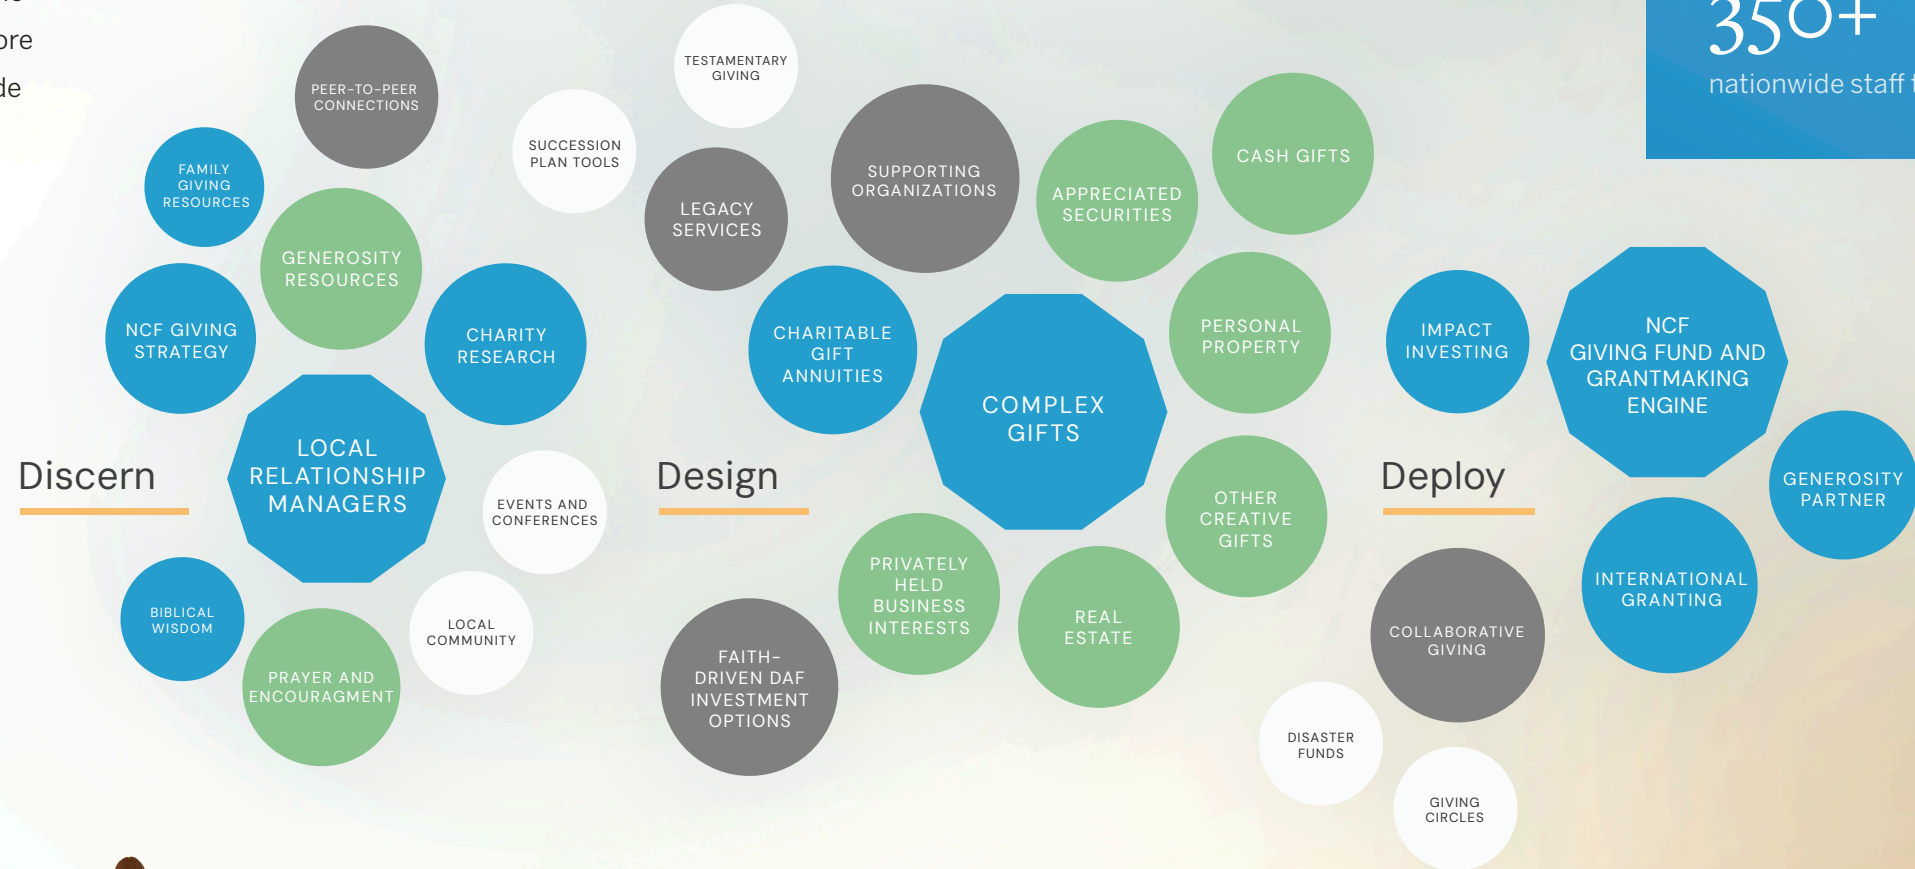 350+
nationwide staff
TESTAMENTARY
GIVING
PEER-TO-PEER
CONNECTIONS
SUCCESSION
PLAN TOOLS
FAMILY
GIVING
RESOURCES
GENEROSITY
RESOURCES
NCF GIVING
STRATEGY
CHARITY
RESEARCH
LOCAL
RELATIONSHIP
MANAGERS
Discern
EVENTS AND
CONFERENCES
BIBLICAL
WISDOM
LOCAL
COMMUNITY
PRAYER AND
ENCOURAGMENT
LEGACY
SERVICES
SUPPORTING
ORGANIZATIONS
APPRECIATED
SECURITIES
CASH GIFTS
CHARITABLE
GIFT
ANNUITIES
PERSONAL
PROPERTY
COMPLEX
GIFTS
Design
OTHER
CREATIVE
GIFTS
PRIVATELY
HELD
BUSINESS
INTERESTS
REAL
ESTATE
FAITH-
DRIVEN DAF
INVESTMENT
OPTIONS
IMPACT
INVESTING
NCF
GIVING FUND AND
GRANTMAKING
ENGINE
Deploy
GENEROSITY
PARTNER
INTERNATIONAL
GRANTING
COLLABORATIVE
GIVING
DISASTER
FUNDS
GIVING
CIRCLES